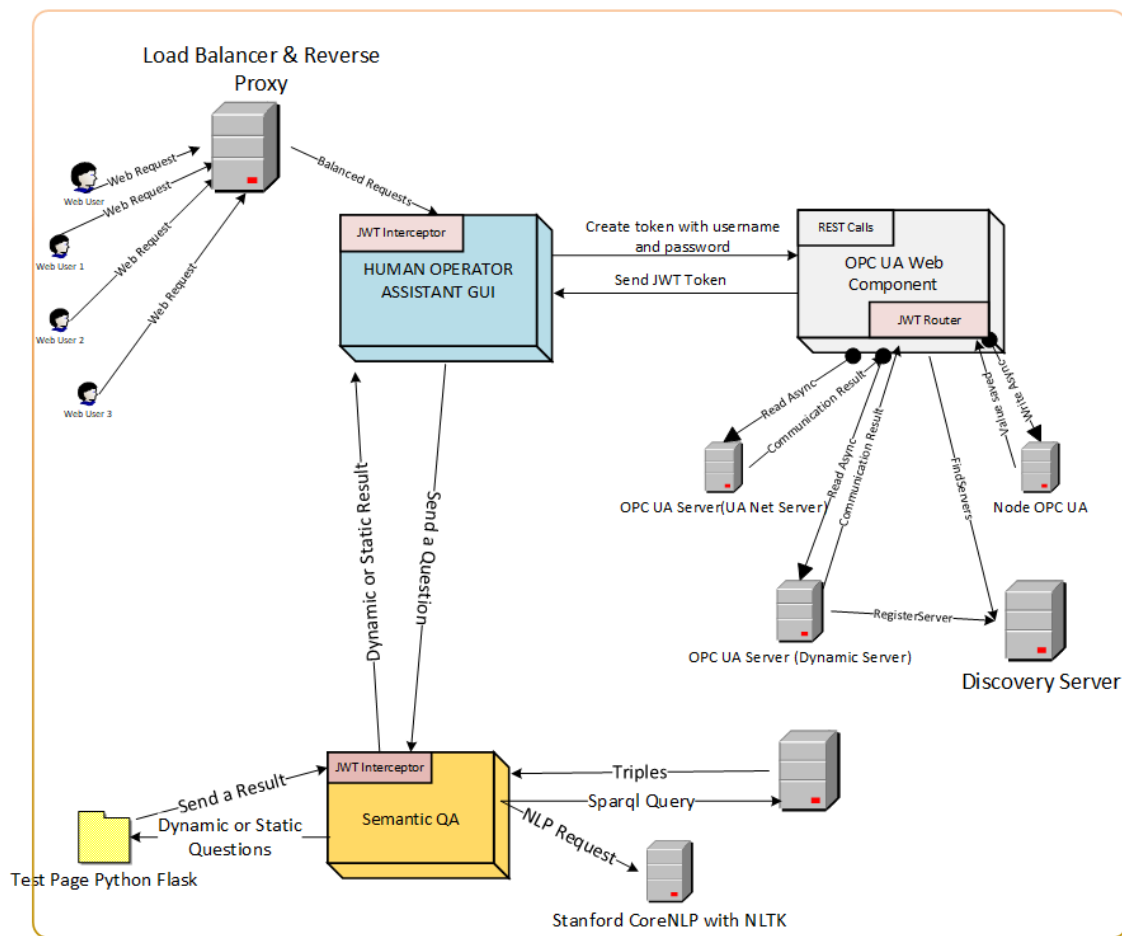 Load Balancer & Reverse
Proxy
Web Request
Web User
Web Request
Web User 1
Web Request
Web User 2
Web Request
Web User 3
Balanced Requests
JWT Interceptor
HUMAN OPERATOR
ASSISTANT GUI
Create token with username
and password
Send JWT Token
REST Calls
OPC UA Web
Component
JWT Router
Read Async
Communication Result
Read Async
Communication Result
FindServers
Value saved
Write Async
OPC UA Server(UA Net Server)
Node OPC UA
RegisterServer
OPC UA Server (Dynamic Server)
Discovery Server
Dynamic or Static Result
Send a Question
JWT Interceptor
Semantic QA
Send a Result
Dynamic or Static
Questions
Test Page Python Flask
Triples
Sparql Query
NLP Request
Stanford CoreNLP with NLTK